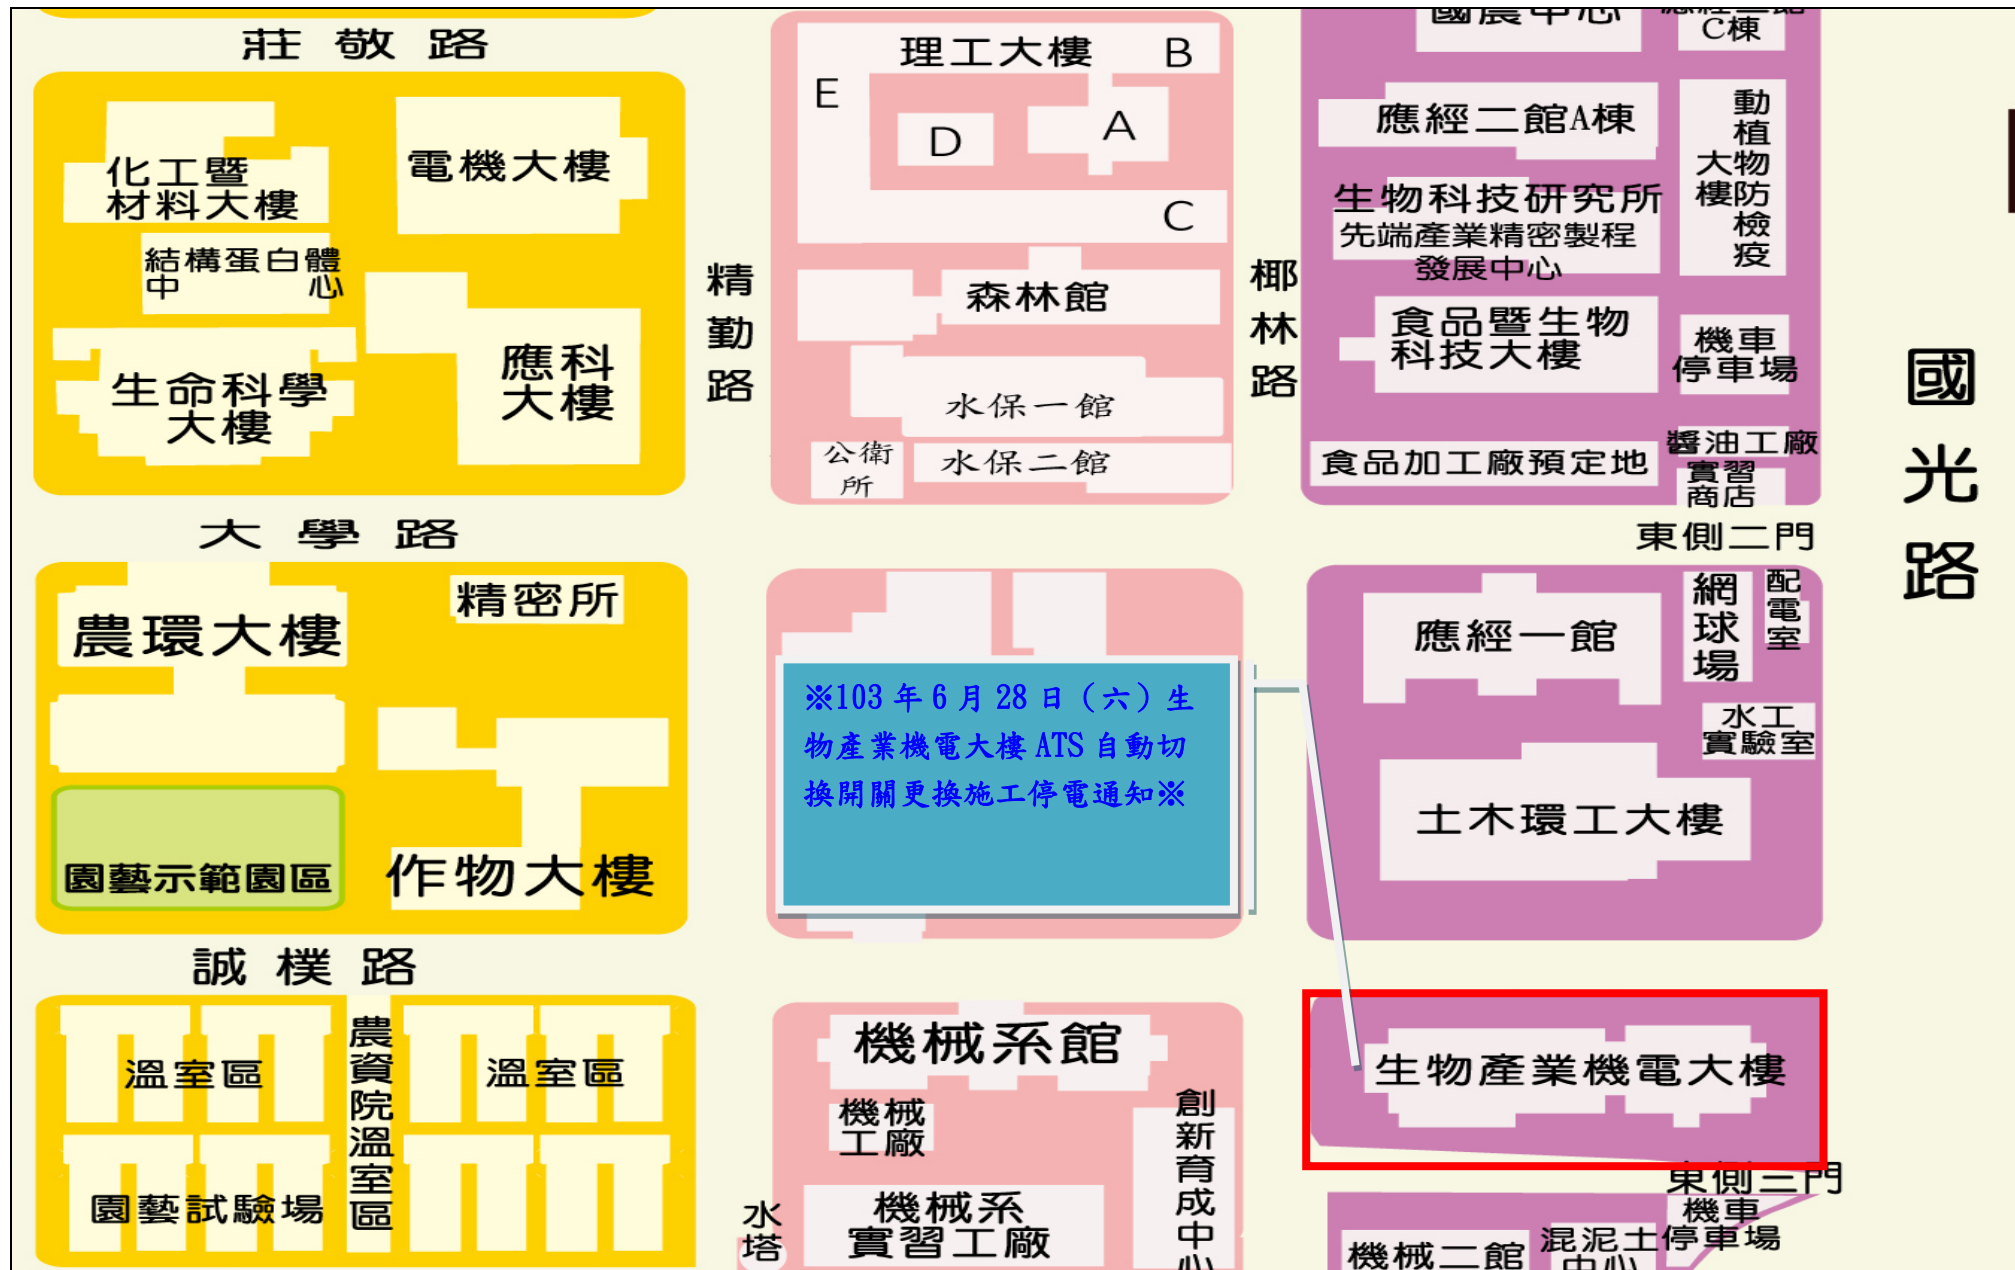 莊敬路
化工暨
材料大樓
電機大樓
結構蛋白體
中心
應科
大樓
生命科學
大樓
精勤路
理工大樓
B
E
D
A
C
森林館
水保一館
公衛
所
水保二館
椰林路
C棟
應經二館A棟
動植物防檢疫
大樓
生物科技研究所
先端產業精密製程
發展中心
食品暨生物
科技大樓
機車
停車場
食品加工廠預定地
醬油工廠
實習
商店
國光路
大學路
東側二門
農環大樓
精密所
園藝示範園區
作物大樓
※103年6月28日（六）生
物產業機電大樓ATS自動切
換開關更換施工停電通知※
應經一館
網球場
配電室
水工
實驗室
土木環工大樓
誠樸路
溫室區
農資院溫室區
溫室區
園藝試驗場
機械系館
機械
工廠
創新育成中心
水塔
機械系
實習工廠
生物產業機電大樓
東側三門
機車
停車場
機械二館
混泥土
中心